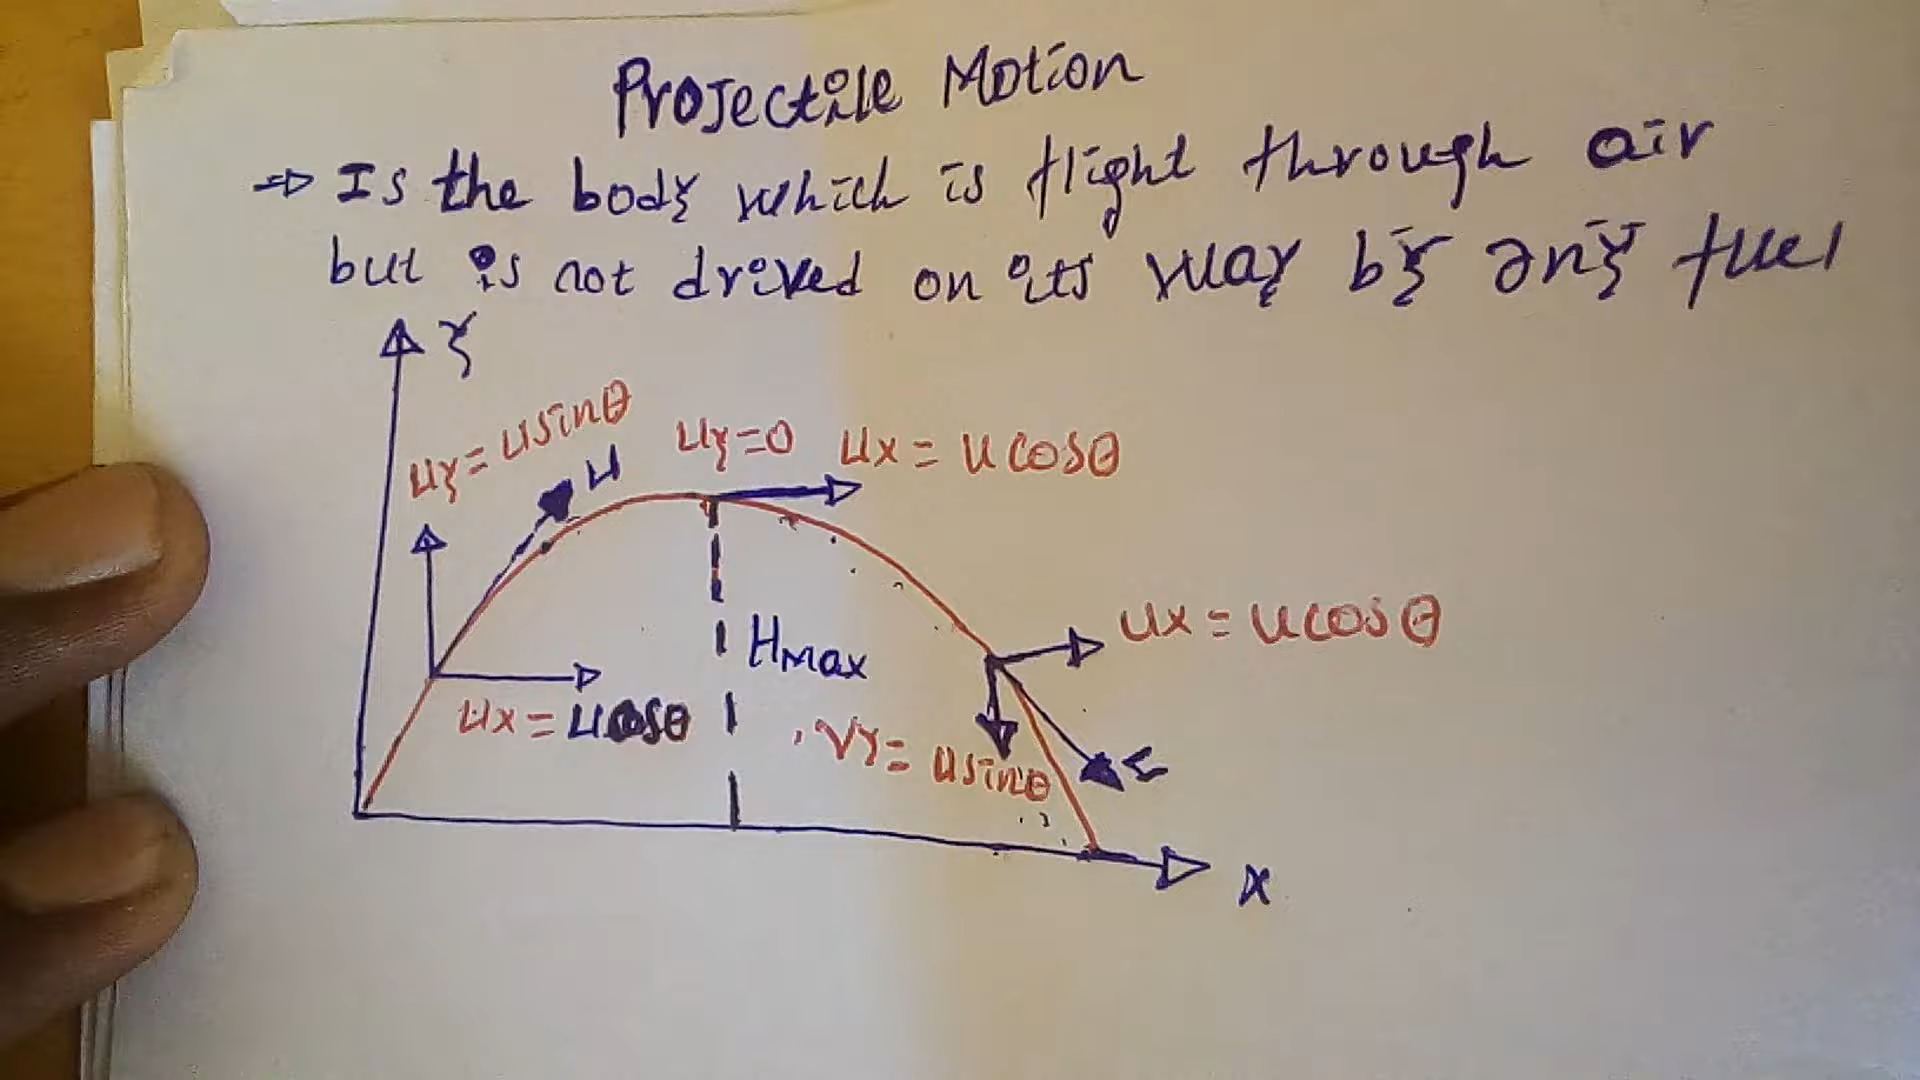 Projectile Motion
⇒ Is the body which is flight through air
but is not drived on its way by any fuel
y
uy = usinθ
u
uy=0
ux = ucosθ
Hmax
ux = ucosθ
ux = ucosθ
Vy = usinθ
x